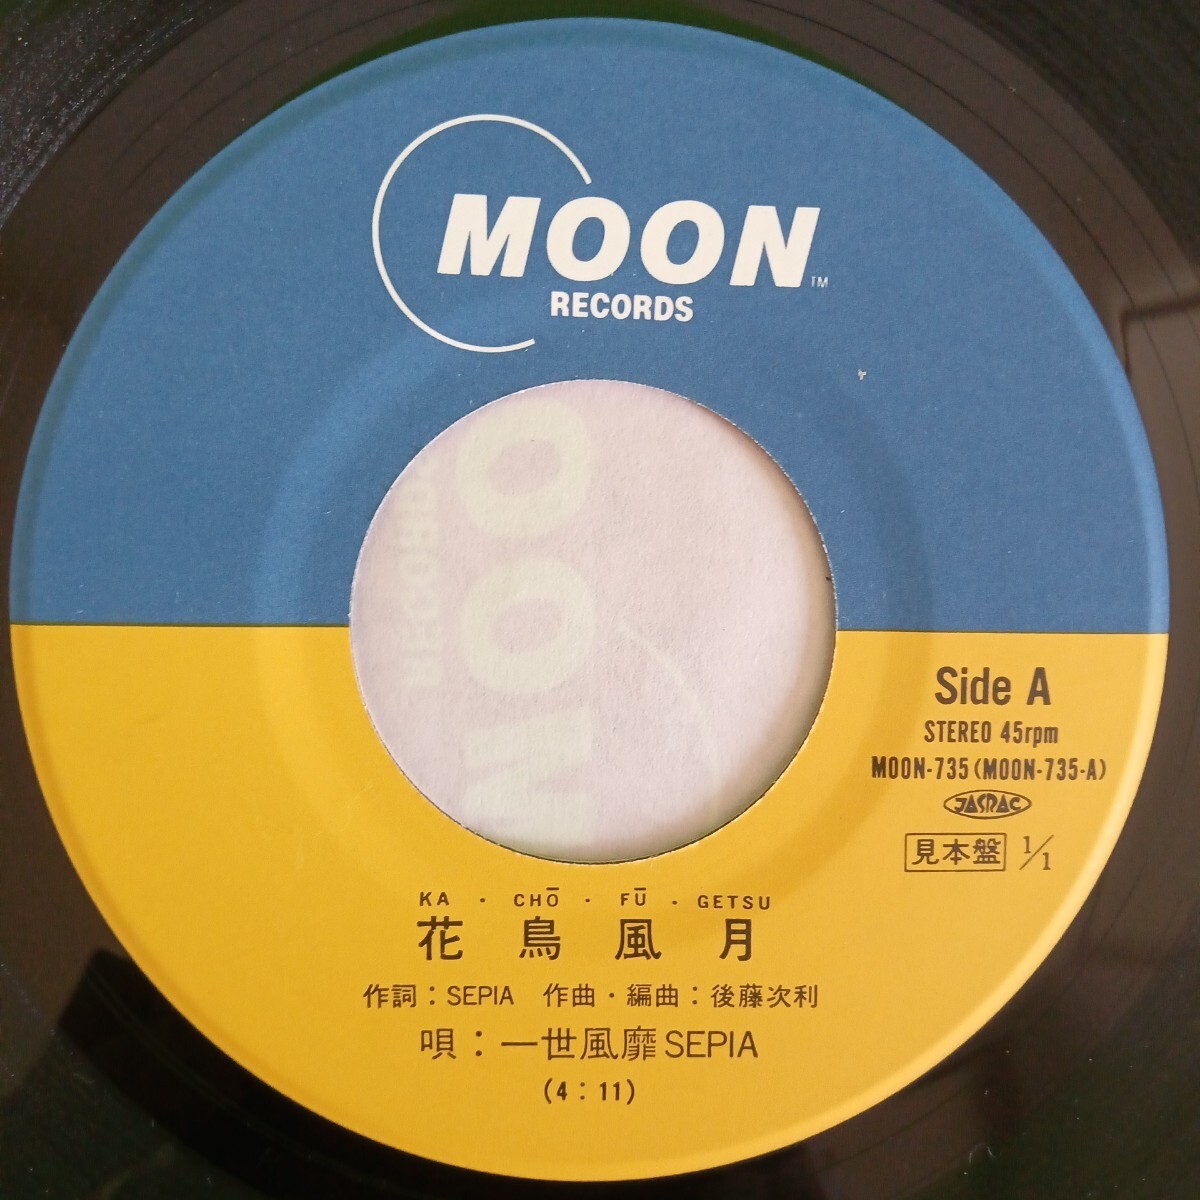 MOON TM
RECORDS
Side A
STEREO 45rpm
MOON-735 (MOON-735-A)
JASRAC
見本盤 1/1
KA・CHŌ・FŪ・GETSU
花鳥風月
作詞：SEPIA 作曲・編曲：後藤次利
唄：一世風靡SEPIA
(4：11)
RECORD
MOON